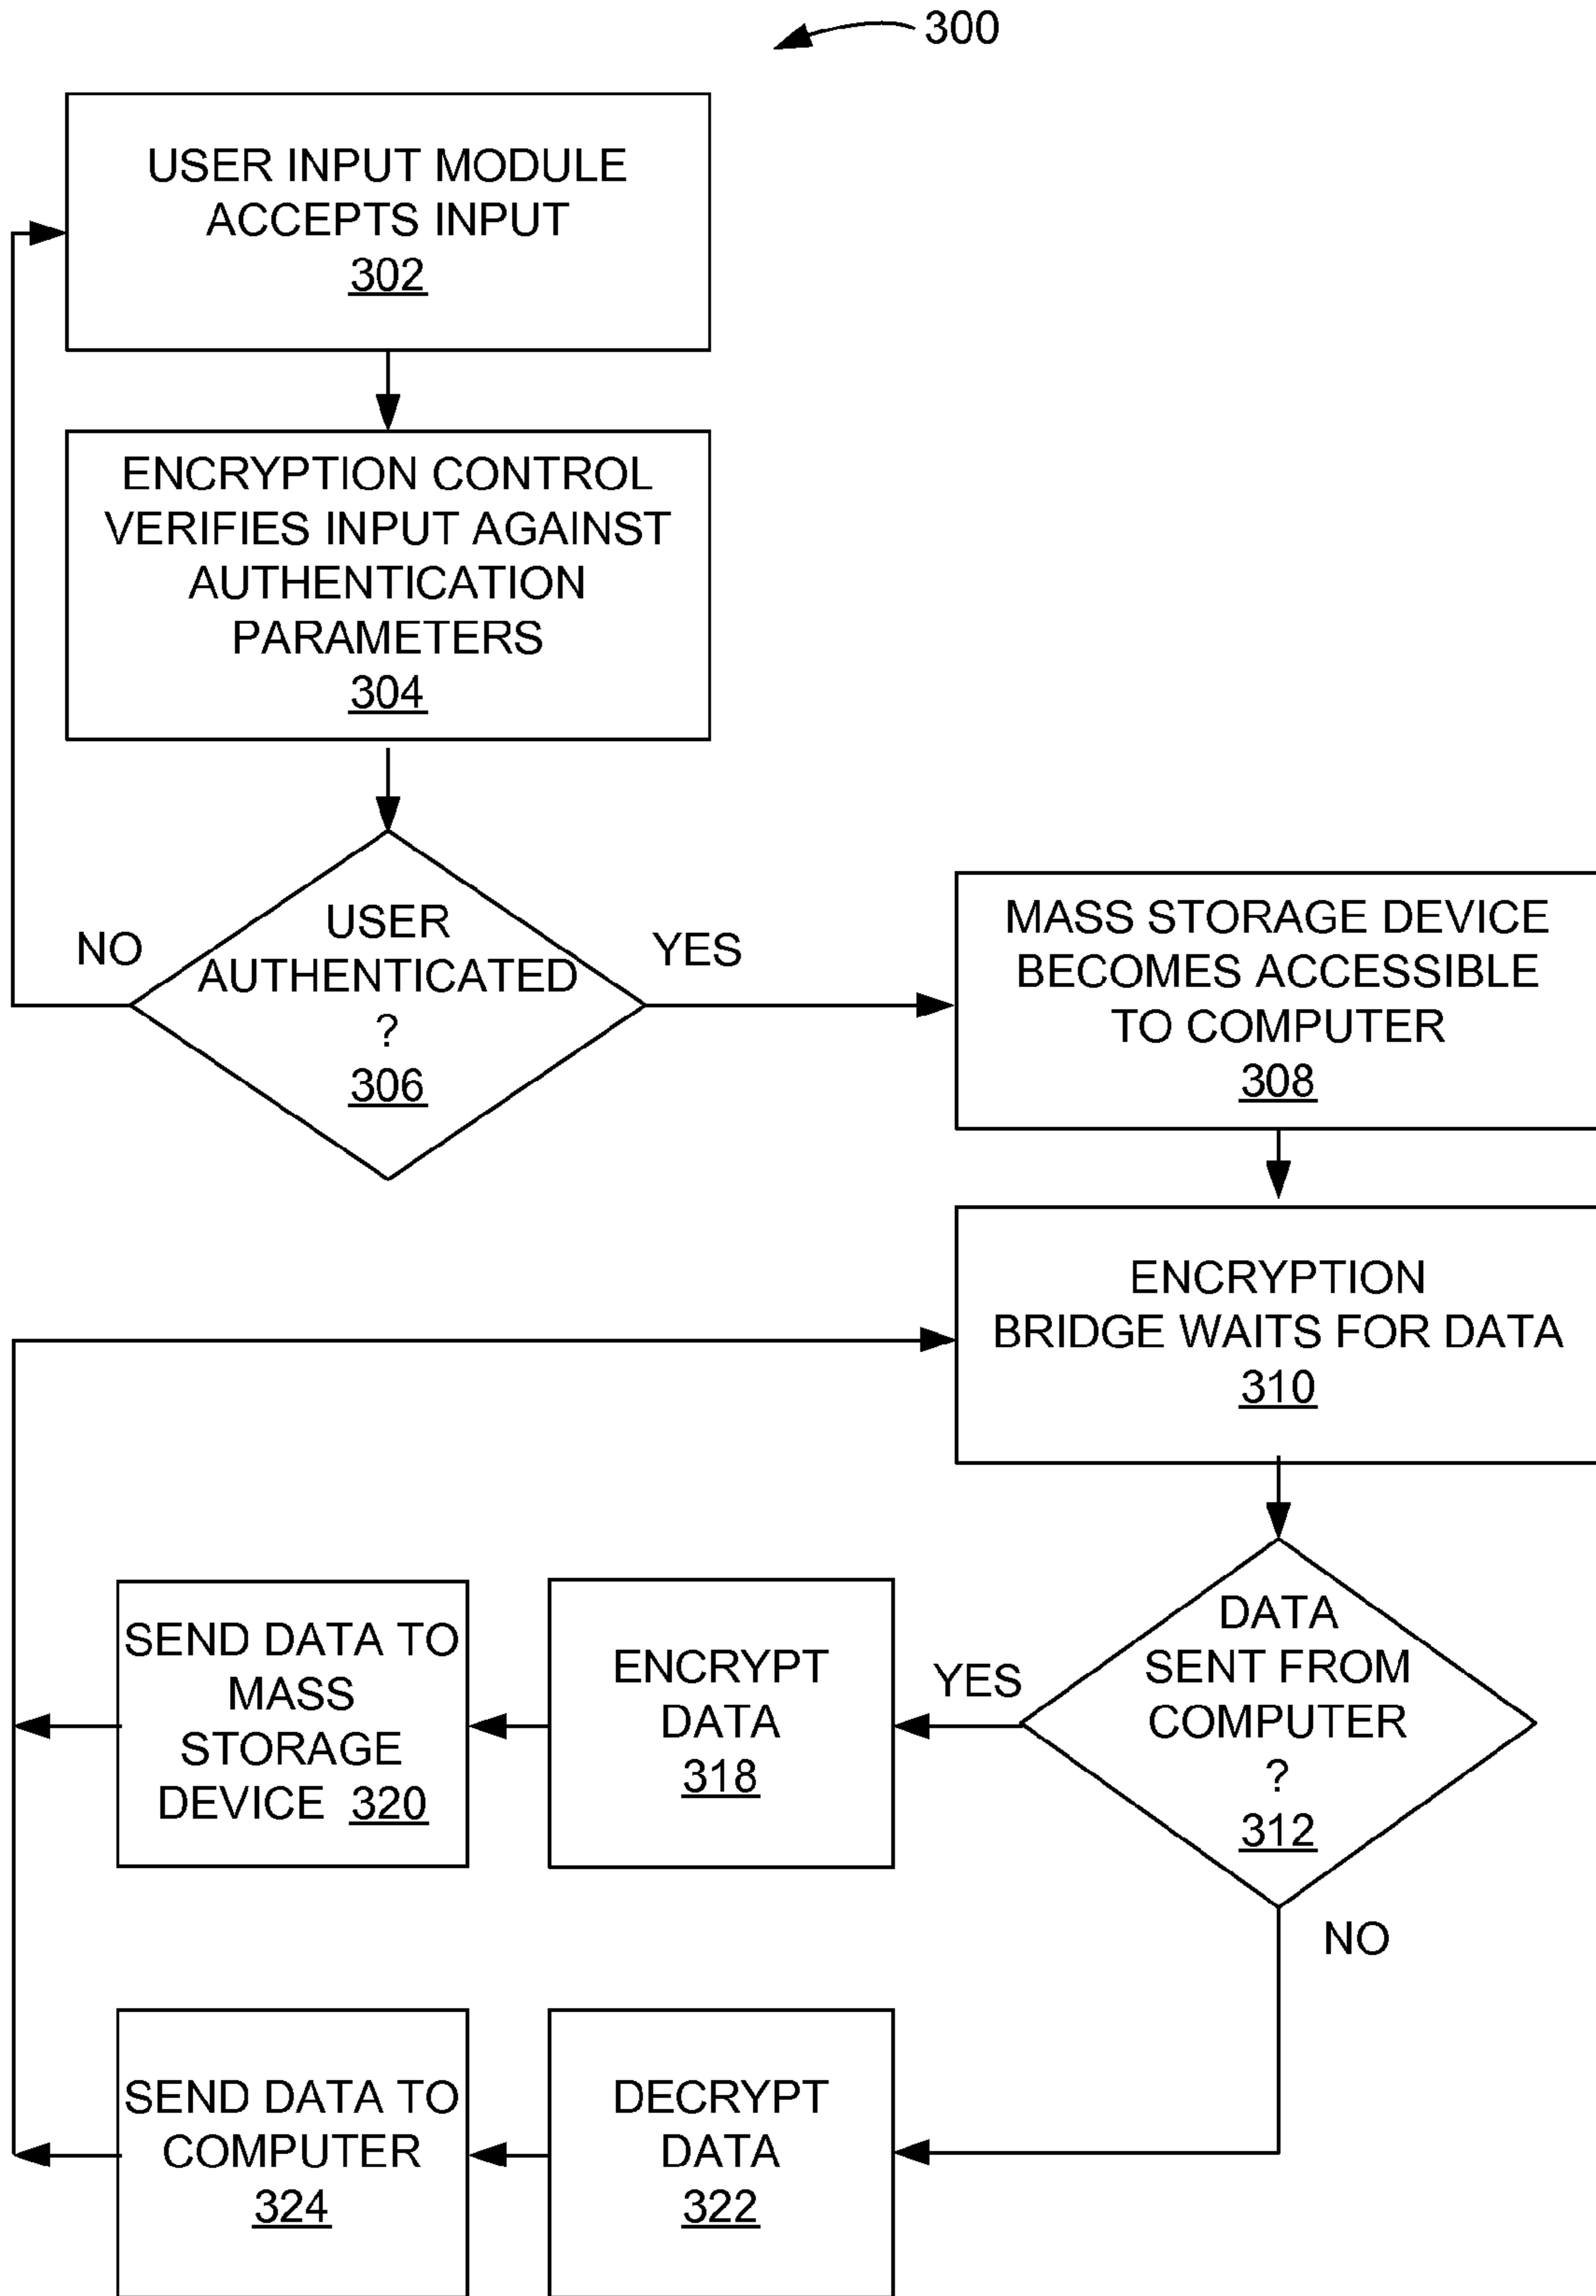 300
USER INPUT MODULE
ACCEPTS INPUT
302
ENCRYPTION CONTROL
VERIFIES INPUT AGAINST
AUTHENTICATION
PARAMETERS
304
USER
AUTHENTICATED
?
306
NO
YES
MASS STORAGE DEVICE
BECOMES ACCESSIBLE
TO COMPUTER
308
ENCRYPTION
BRIDGE WAITS FOR DATA
310
DATA
SENT FROM
COMPUTER
?
312
YES
ENCRYPT
DATA
318
SEND DATA TO
MASS
STORAGE
DEVICE 320
NO
DECRYPT
DATA
322
SEND DATA TO
COMPUTER
324